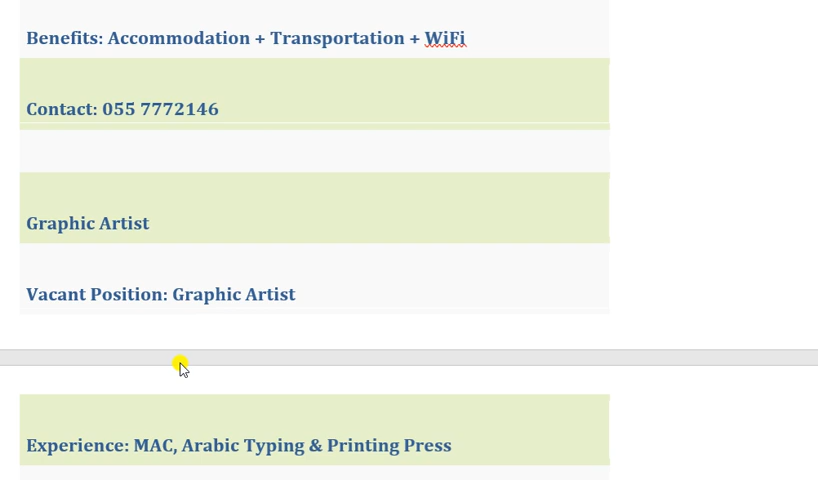 Benefits: Accommodation + Transportation + WiFi
Contact: 055 7772146
Graphic Artist
Vacant Position: Graphic Artist
Experience: MAC, Arabic Typing & Printing Press